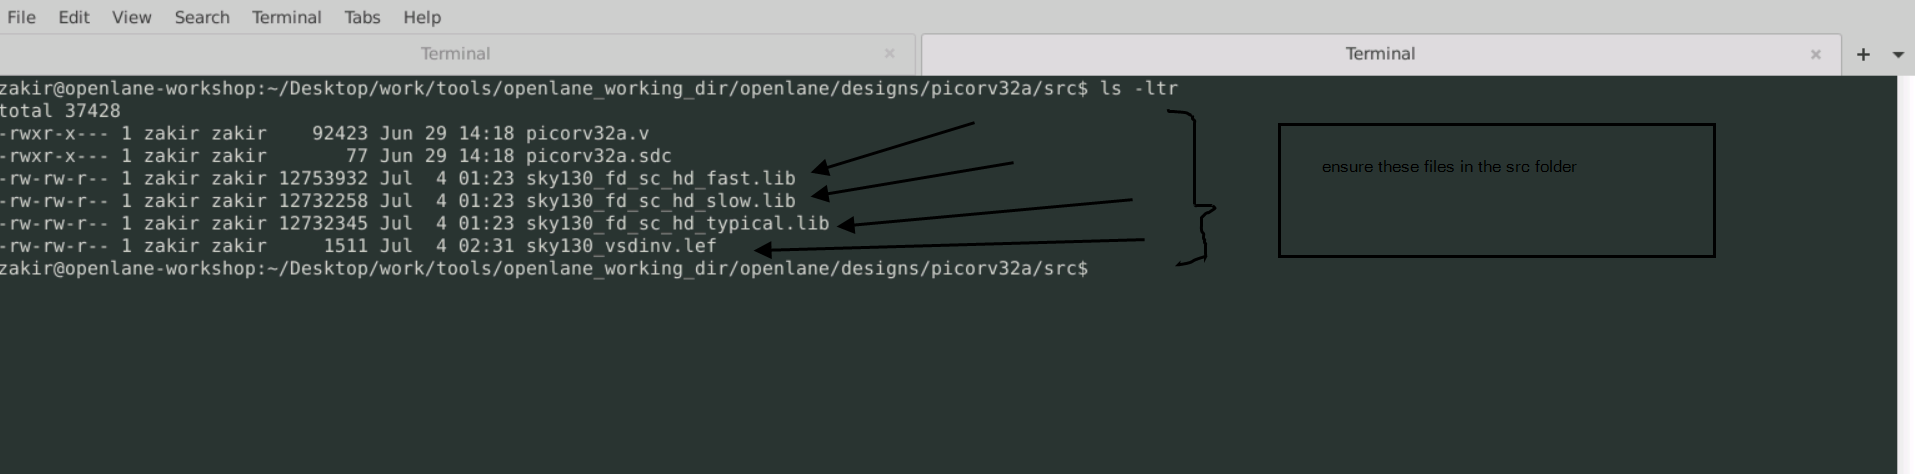 File Edit View Search Terminal Tabs Help
Terminal × Terminal × +
zakir@openlane-workshop:~/Desktop/work/tools/openlane_working_dir/openlane/designs/picorv32a/src$ ls -ltr
total 37428
-rwxr-x--- 1 zakir zakir    92423 Jun 29 14:18 picorv32a.v
-rwxr-x--- 1 zakir zakir       77 Jun 29 14:18 picorv32a.sdc
-rw-rw-r-- 1 zakir zakir 12753932 Jul  4 01:23 sky130_fd_sc_hd_fast.lib
-rw-rw-r-- 1 zakir zakir 12732258 Jul  4 01:23 sky130_fd_sc_hd_slow.lib
-rw-rw-r-- 1 zakir zakir 12732345 Jul  4 01:23 sky130_fd_sc_hd_typical.lib
-rw-rw-r-- 1 zakir zakir     1511 Jul  4 02:31 sky130_vsdinv.lef
zakir@openlane-workshop:~/Desktop/work/tools/openlane_working_dir/openlane/designs/picorv32a/src$
ensure these files in the src folder